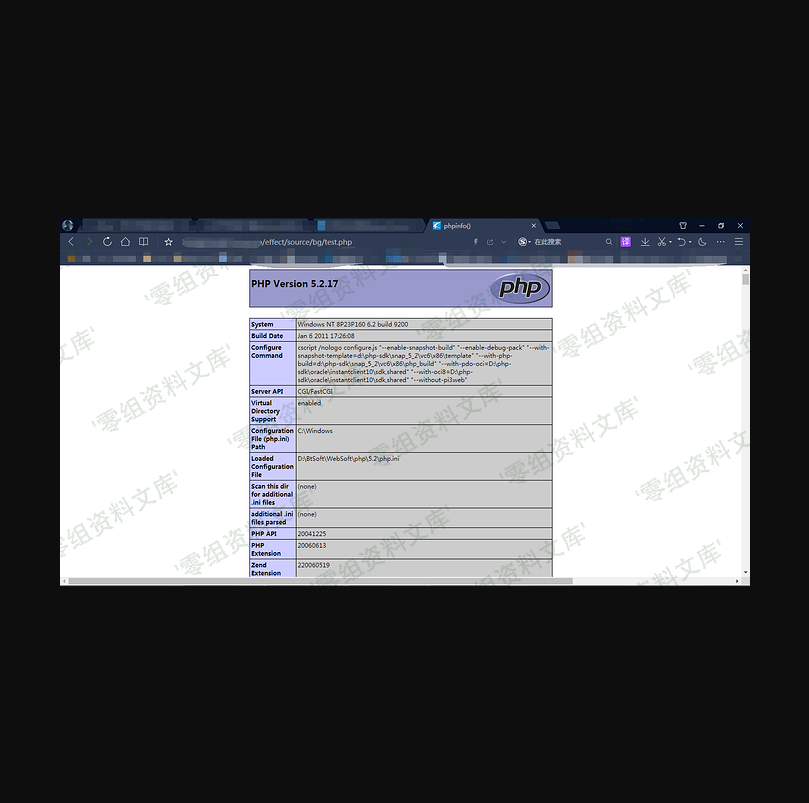 phpinfo()
/effect/source/bg/test.php
在此搜索
译
PHP Version 5.2.17
php
System
Windows NT 8P23P160 6.2 build 9200
Build Date
Jan 6 2011 17:26:08
Configure
Command
cscript /nologo configure.js "--enable-snapshot-build" "--enable-debug-pack" "--with-
snapshot-template=d:\php-sdk\snap_5_2\vc6\x86\template" "--with-php-
build=d:\php-sdk\snap_5_2\vc6\x86\php_build" "--with-pdo-oci=D:\php-
sdk\oracle\instantclient10\sdk,shared" "--with-oci8=D:\php-
sdk\oracle\instantclient10\sdk,shared" "--without-pi3web"
Server API
CGI/FastCGI
Virtual
Directory
Support
enabled
Configuration
File (php.ini)
Path
C:\Windows
Loaded
Configuration
File
D:\BtSoft\WebSoft\php\5.2\php.ini
Scan this dir
for additional
.ini files
(none)
additional .ini
files parsed
(none)
PHP API
20041225
PHP
Extension
20060613
Zend
Extension
220060519
'零组资料文库'